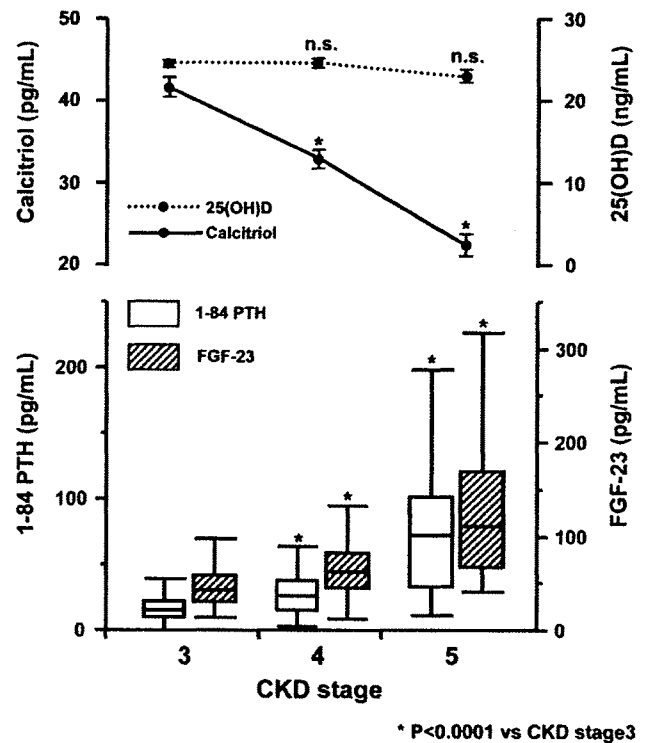 50
40
30
20
Calcitriol (pg/mL)
n.s.
n.s.
*
*
25(OH)D
Calcitriol
30
20
10
0
25(OH)D (ng/mL)
200
100
0
1-84 PTH (pg/mL)
1-84 PTH
FGF-23
*
*
*
*
300
200
100
0
FGF-23 (pg/mL)
3 4 5
CKD stage
* P<0.0001 vs CKD stage3